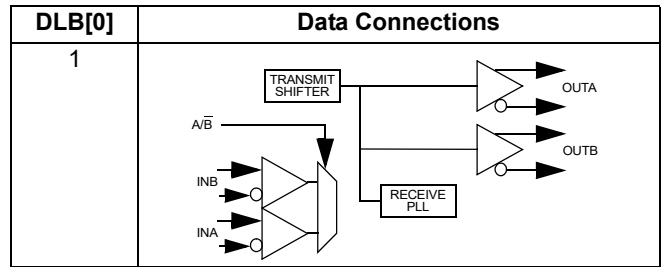 DLB[0] Data Connections
1
TRANSMIT
SHIFTER
OUTA
A/B̅
OUTB
INB
RECEIVE
PLL
INA